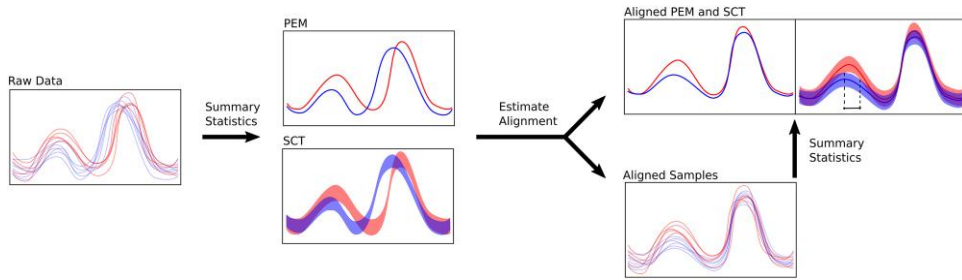 Raw Data
Summary
Statistics
PEM
SCT
Estimate
Alignment
Aligned PEM and SCT
Summary
Statistics
Aligned Samples